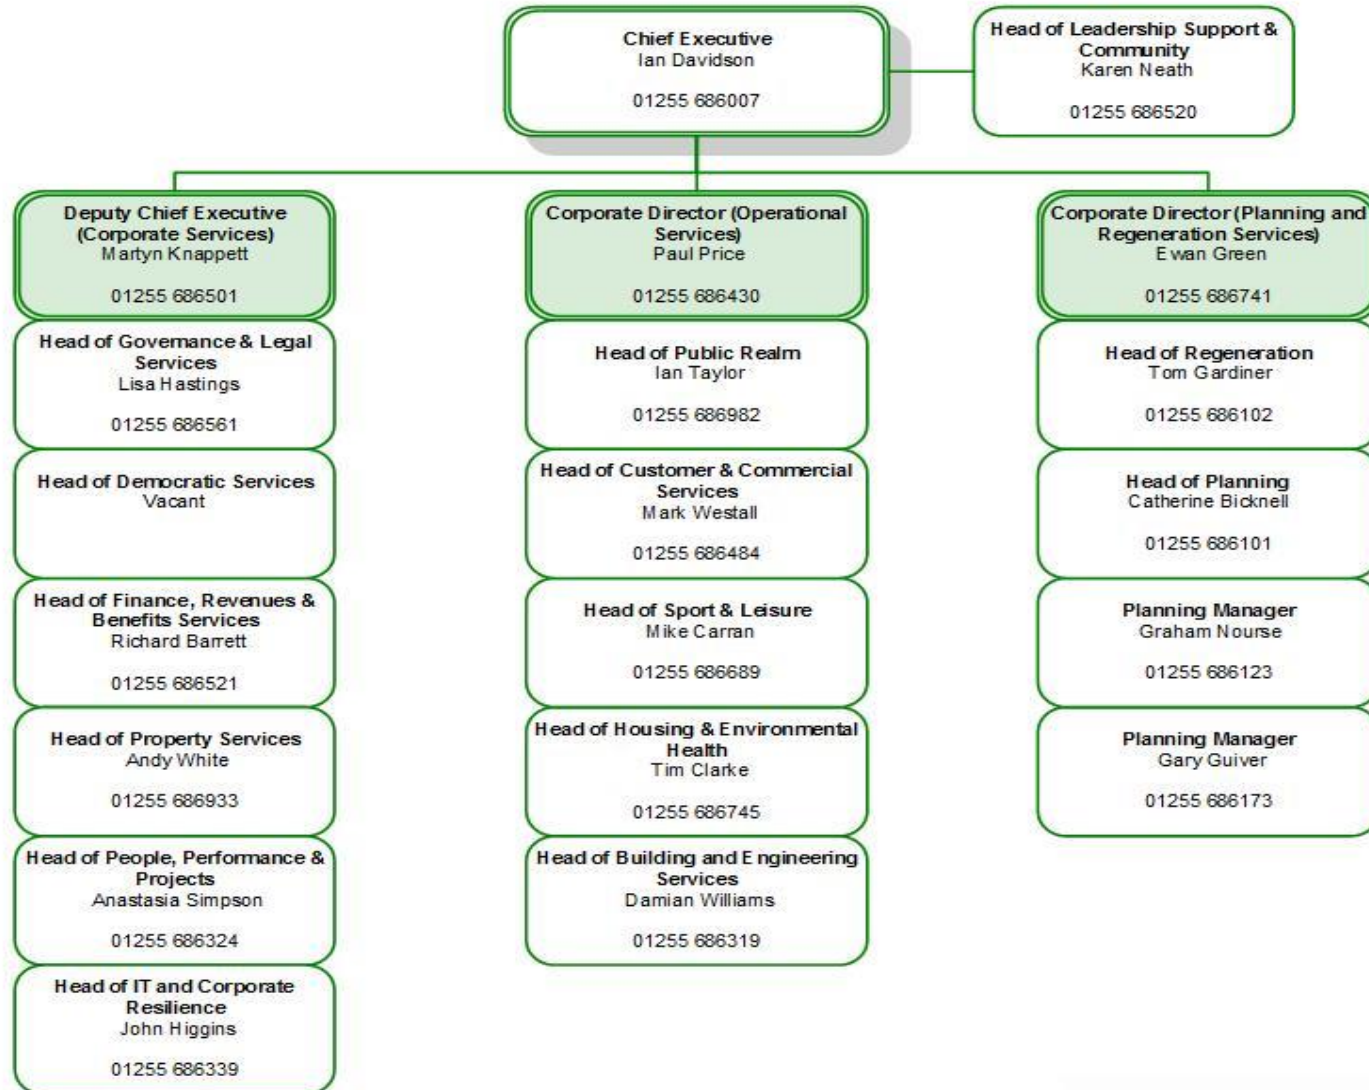 Chief Executive
Ian Davidson
01255 686007
Head of Leadership Support &
Community
Karen Neath
01255 686520
Deputy Chief Executive
(Corporate Services)
Martyn Knappett
01255 686501
Head of Governance & Legal
Services
Lisa Hastings
01255 686561
Head of Democratic Services
Vacant
Head of Finance, Revenues &
Benefits Services
Richard Barrett
01255 686521
Head of Property Services
Andy White
01255 686933
Head of People, Performance &
Projects
Anastasia Simpson
01255 686324
Head of IT and Corporate
Resilience
John Higgins
01255 686339
Corporate Director (Operational
Services)
Paul Price
01255 686430
Head of Public Realm
Ian Taylor
01255 686982
Head of Customer & Commercial
Services
Mark Westall
01255 686484
Head of Sport & Leisure
Mike Carran
01255 686689
Head of Housing & Environmental
Health
Tim Clarke
01255 686745
Head of Building and Engineering
Services
Damian Williams
01255 686319
Corporate Director (Planning and
Regeneration Services)
Ewan Green
01255 686741
Head of Regeneration
Tom Gardiner
01255 686102
Head of Planning
Catherine Bicknell
01255 686101
Planning Manager
Graham Nourse
01255 686123
Planning Manager
Gary Guiver
01255 686173